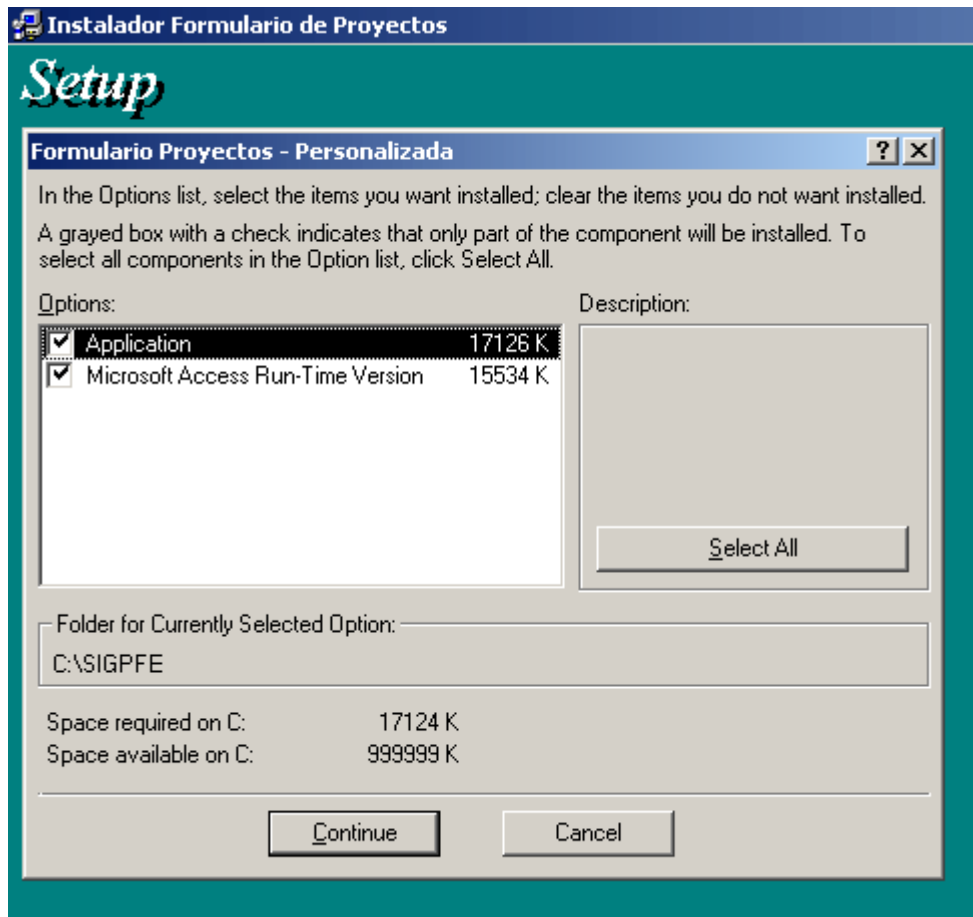 Instalador Formulario de Proyectos
Setup
Formulario Proyectos - Personalizada
In the Options list, select the items you want installed; clear the items you do not want installed.
A grayed box with a check indicates that only part of the component will be installed. To
select all components in the Option list, click Select All.
Options:
Description:
Application 17126 K
Microsoft Access Run-Time Version 15534 K
Select All
Folder for Currently Selected Option:
C:\SIGPFE
Space required on C: 17124 K
Space available on C: 999999 K
Continue
Cancel